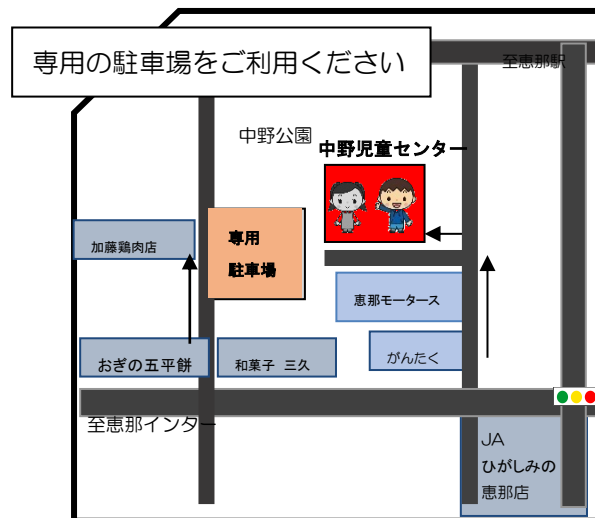 専用の駐車場をご利用ください
至恵那駅
中野公園
中野児童センター
加藤鶏肉店
専用
駐車場
恵那モータース
おぎの五平餅
和菓子 三久
がんたく
至恵那インター
JA
ひがしみの
恵那店